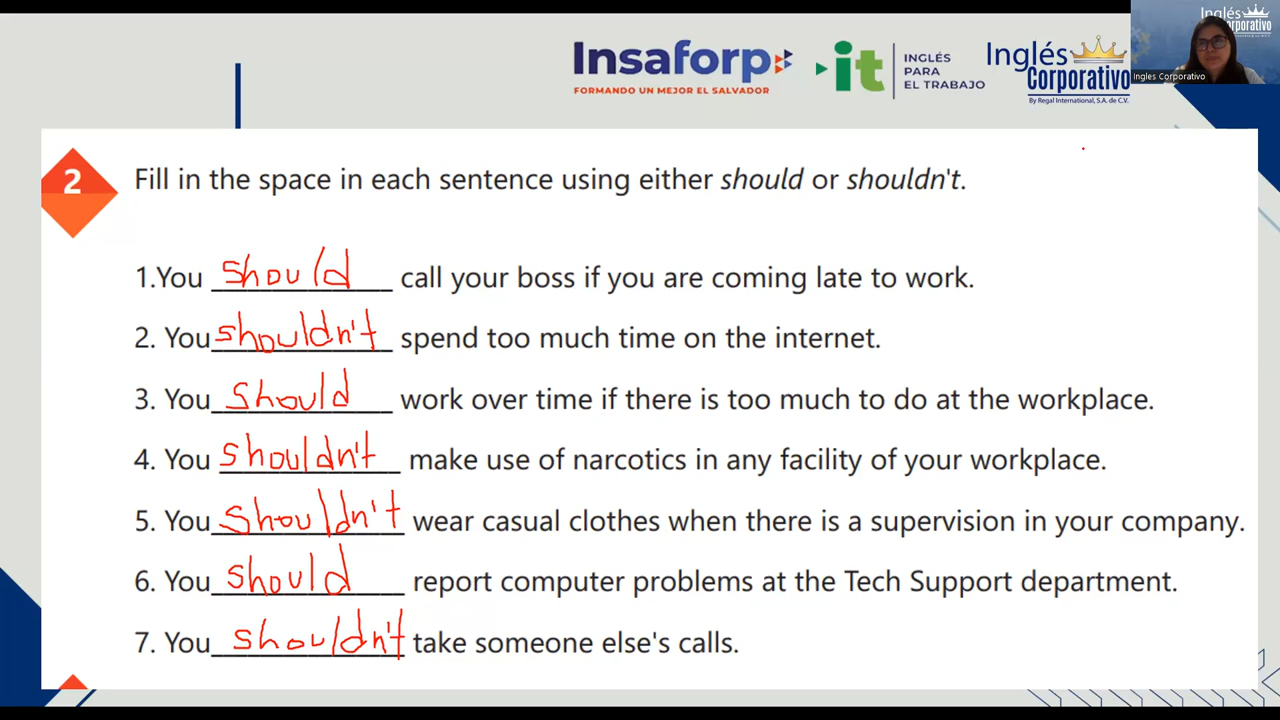 Insaforp
FORMANDO UN MEJOR EL SALVADOR
it
INGLÉS
PARA
EL TRABAJO
Inglés
Corporativo
By Regal International, S.A. de C.V.
Inglés
Corporativo
Ingles Corporativo
2 Fill in the space in each sentence using either should or shouldn't.
1.You should call your boss if you are coming late to work.
2. You shouldn't spend too much time on the internet.
3. You should work over time if there is too much to do at the workplace.
4. You shouldn't make use of narcotics in any facility of your workplace.
5. You shouldn't wear casual clothes when there is a supervision in your company.
6. You should report computer problems at the Tech Support department.
7. You shouldn't take someone else's calls.